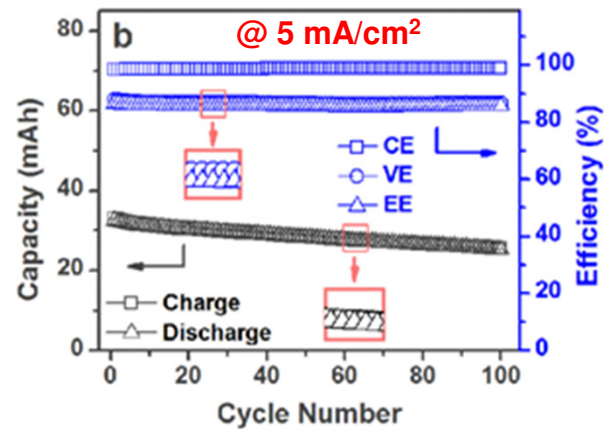 b
@ 5 mA/cm²
80
60
40
20
0
Capacity (mAh)
100
80
60
40
20
0
Efficiency (%)
CE
VE
EE
Charge
Discharge
0 20 40 60 80 100
Cycle Number